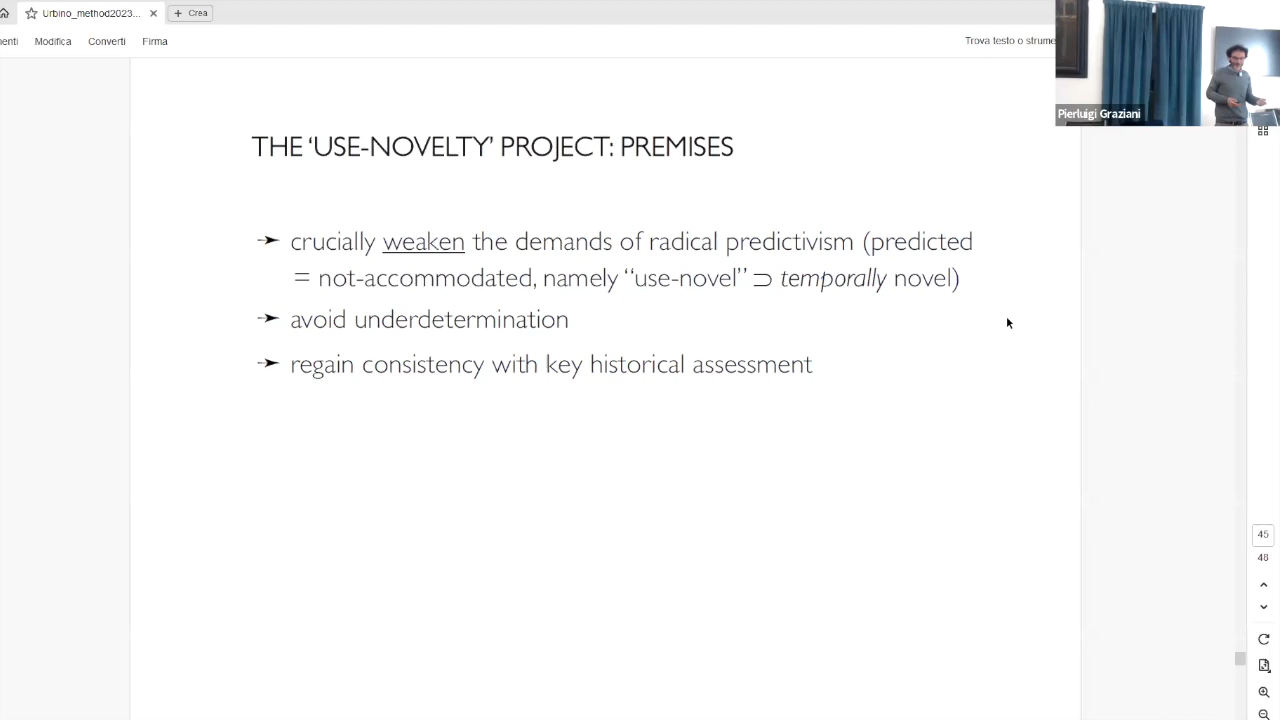 Urbino_method2023...
Crea
enti Modifica Converti Firma
Trova testo o strume
Pierluigi Graziani
THE ‘USE-NOVELTY’ PROJECT: PREMISES
➛ crucially weaken the demands of radical predictivism (predicted
= not-accommodated, namely “use-novel” ⊃ temporally novel)
➛ avoid underdetermination
➛ regain consistency with key historical assessment
45
48